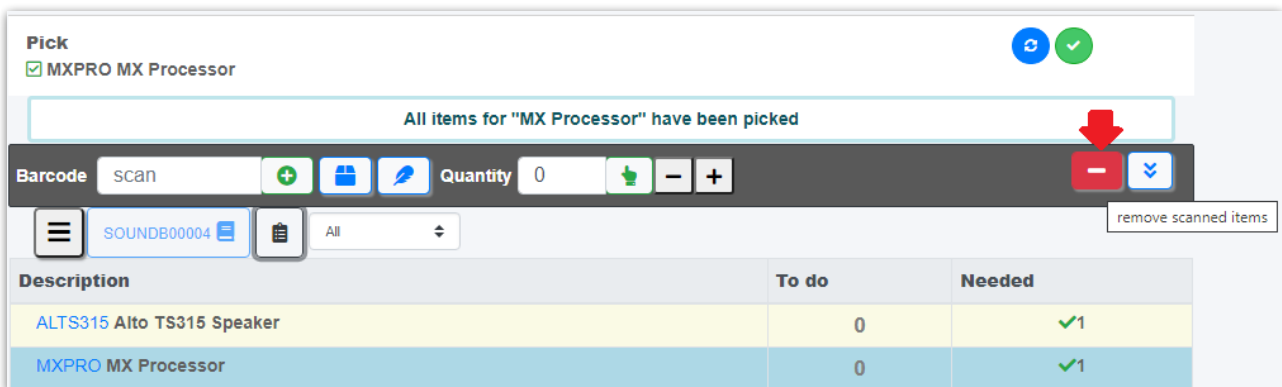 Pick
MXPRO MX Processor
All items for "MX Processor" have been picked
Barcode scan Quantity 0
remove scanned items
SOUNDB00004 All
Description To do Needed
ALTS315 Alto TS315 Speaker 0 1
MXPRO MX Processor 0 1